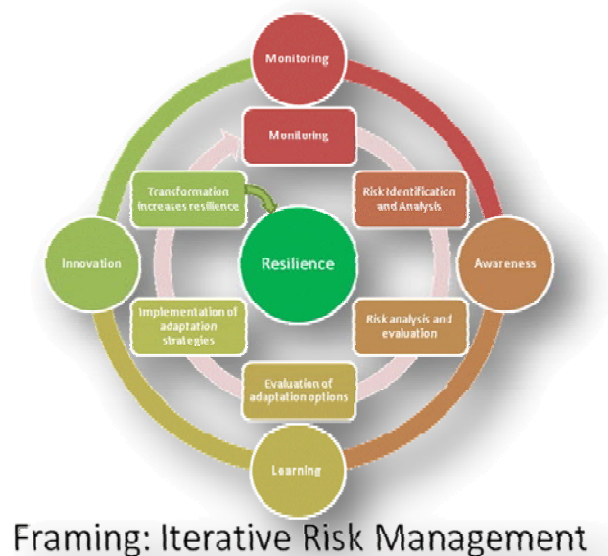 Monitoring
Monitoring
Transformation
increases resilience
Risk Identification
and Analysis
Innovation
Resilience
Awareness
Implementation of
adaptation
strategies
Risk analysis and
evaluation
Evaluation of
adaptation options
Learning
Framing: Iterative Risk Management